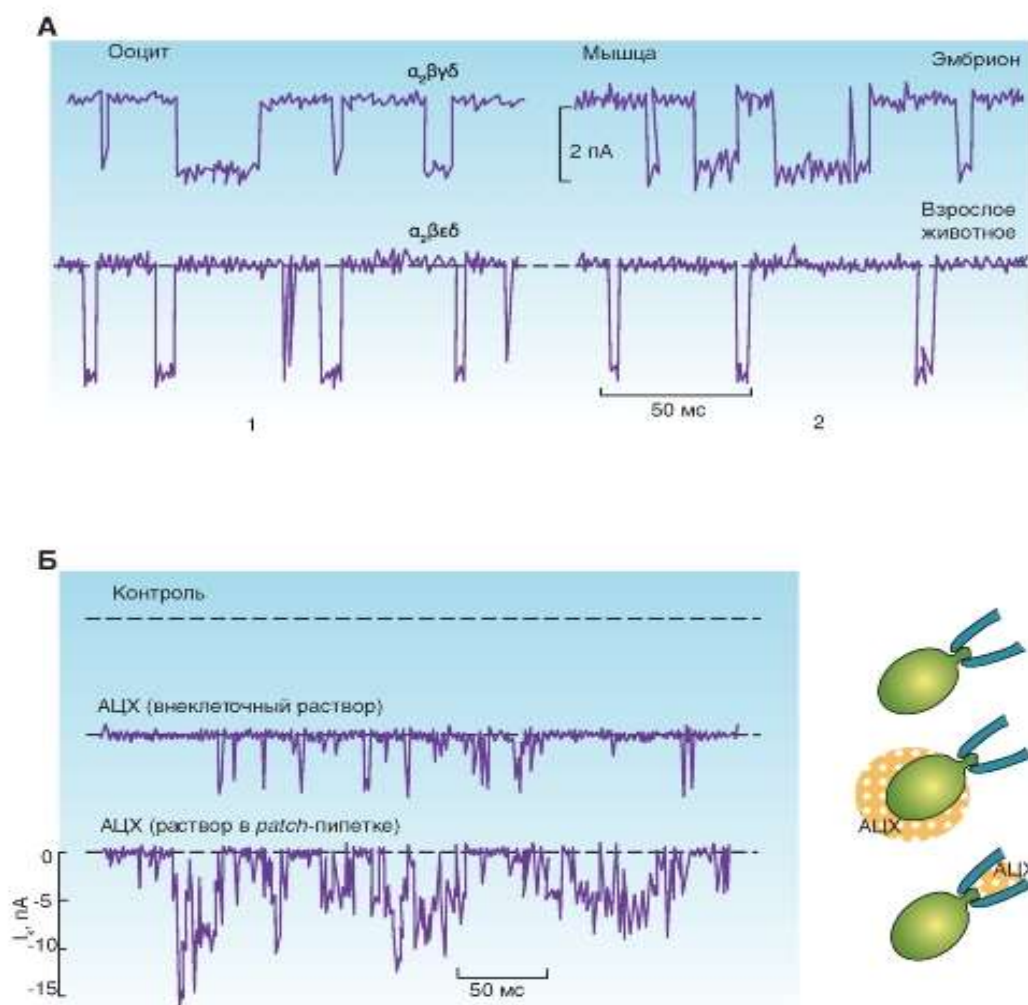 А
Ооцит
α₂βγδ
Мышца
Эмбрион
2 пА
α₂βεδ
Взрослое
животное
50 мс
1
2
Б
Контроль
АЦХ (внеклеточный раствор)
АЦХ
АЦХ (раствор в patch-пипетке)
0
-5
-10
-15
АЦХ
50 мс